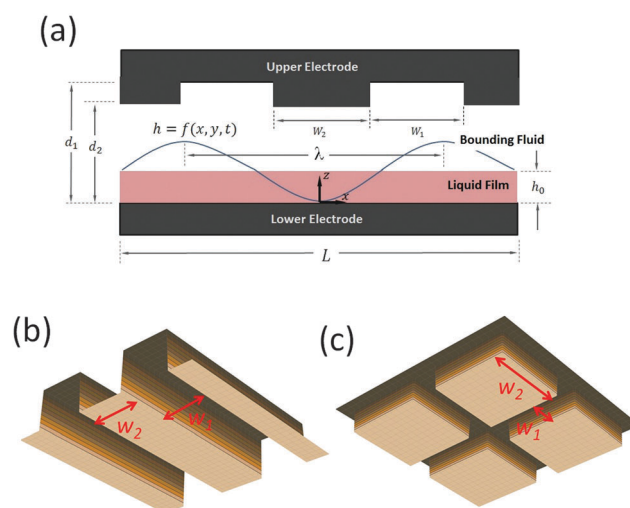 (a)
Upper Electrode
d₁
d₂
h = f(x, y, t)
W₂
W₁
λ
Bounding Fluid
z
Liquid Film
h₀
x
Lower Electrode
L
(b)
w₂
w₁
(c)
w₂
w₁